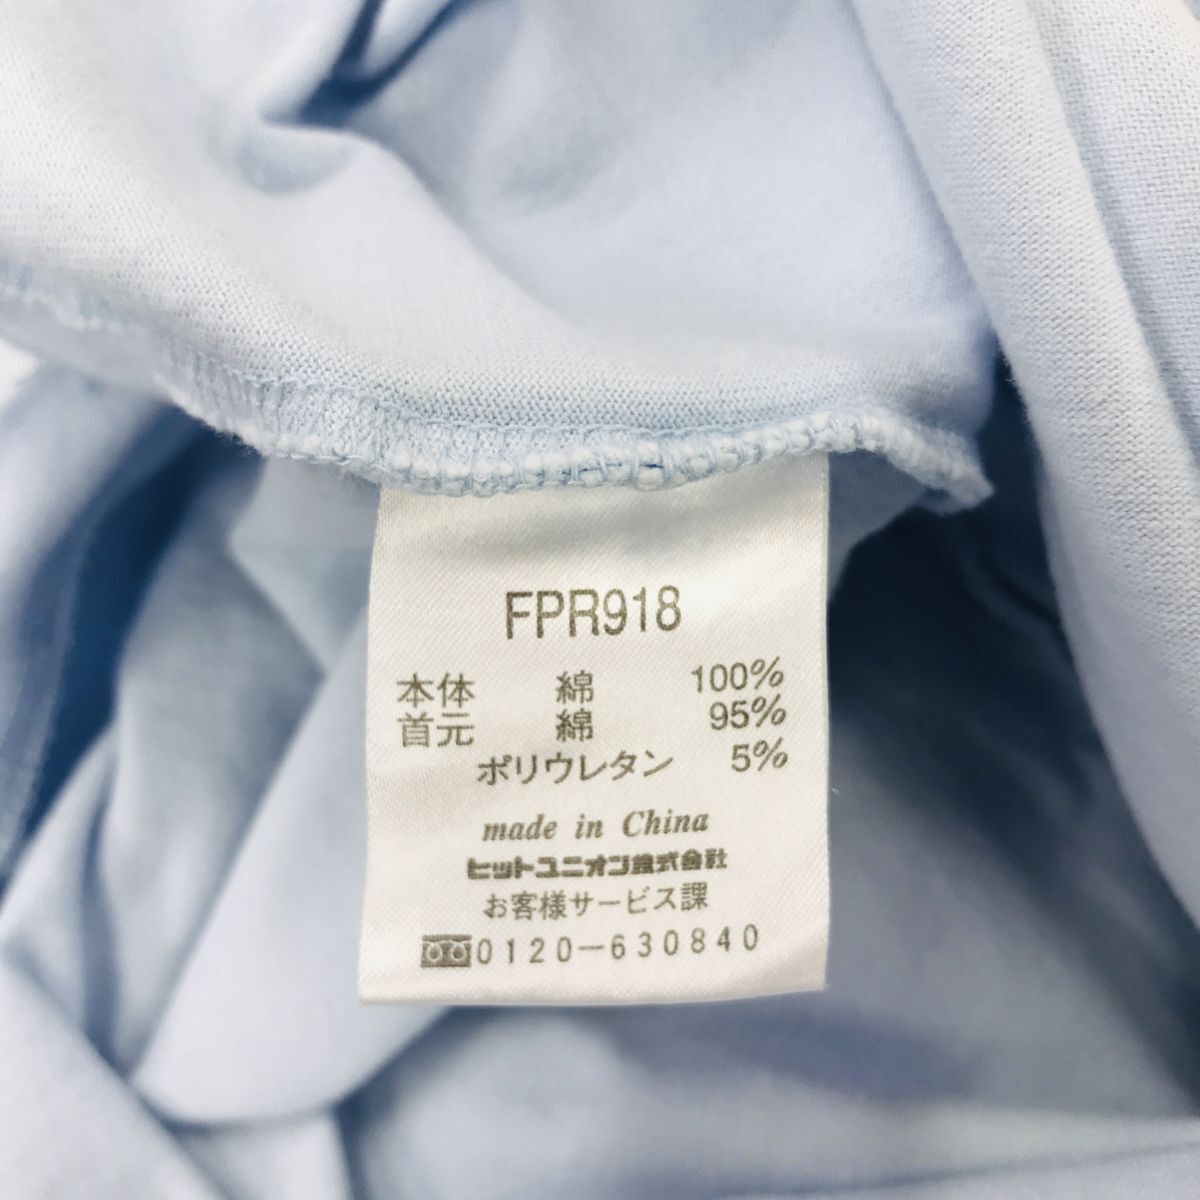 FPR918
本体 綿 100%
首元 綿 95%
ポリウレタン 5%
made in China
ヒットユニオン株式会社
お客様サービス課
0120-630840